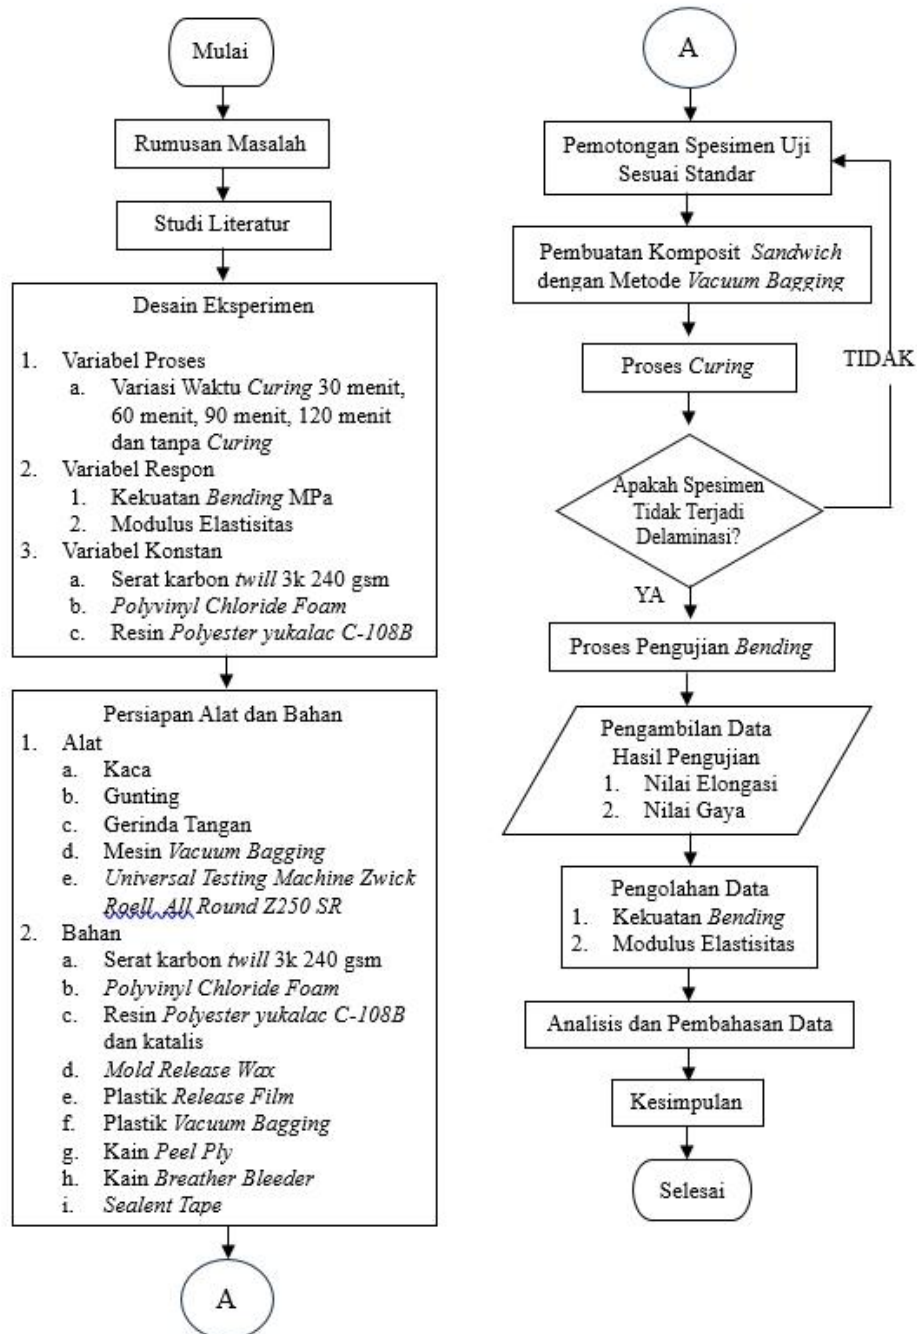 Mulai
Rumusan Masalah
Studi Literatur
Desain Eksperimen
1. Variabel Proses
a. Variasi Waktu Curing 30 menit,
60 menit, 90 menit, 120 menit
dan tanpa Curing
2. Variabel Respon
1. Kekuatan Bending MPa
2. Modulus Elastisitas
3. Variabel Konstan
a. Serat karbon twill 3k 240 gsm
b. Polyvinyl Chloride Foam
c. Resin Polyester yukalac C-108B
Persiapan Alat dan Bahan
1. Alat
a. Kaca
b. Gunting
c. Gerinda Tangan
d. Mesin Vacuum Bagging
e. Universal Testing Machine Zwick
Roell All Round Z250 SR
2. Bahan
a. Serat karbon twill 3k 240 gsm
b. Polyvinyl Chloride Foam
c. Resin Polyester yukalac C-108B
dan katalis
d. Mold Release Wax
e. Plastik Release Film
f. Plastik Vacuum Bagging
g. Kain Peel Ply
h. Kain Breather Bleeder
i. Sealent Tape
A
A
Pemotongan Spesimen Uji
Sesuai Standar
Pembuatan Komposit Sandwich
dengan Metode Vacuum Bagging
Proses Curing
TIDAK
Apakah Spesimen
Tidak Terjadi
Delaminasi?
YA
Proses Pengujian Bending
Pengambilan Data
Hasil Pengujian
1. Nilai Elongasi
2. Nilai Gaya
Pengolahan Data
1. Kekuatan Bending
2. Modulus Elastisitas
Analisis dan Pembahasan Data
Kesimpulan
Selesai